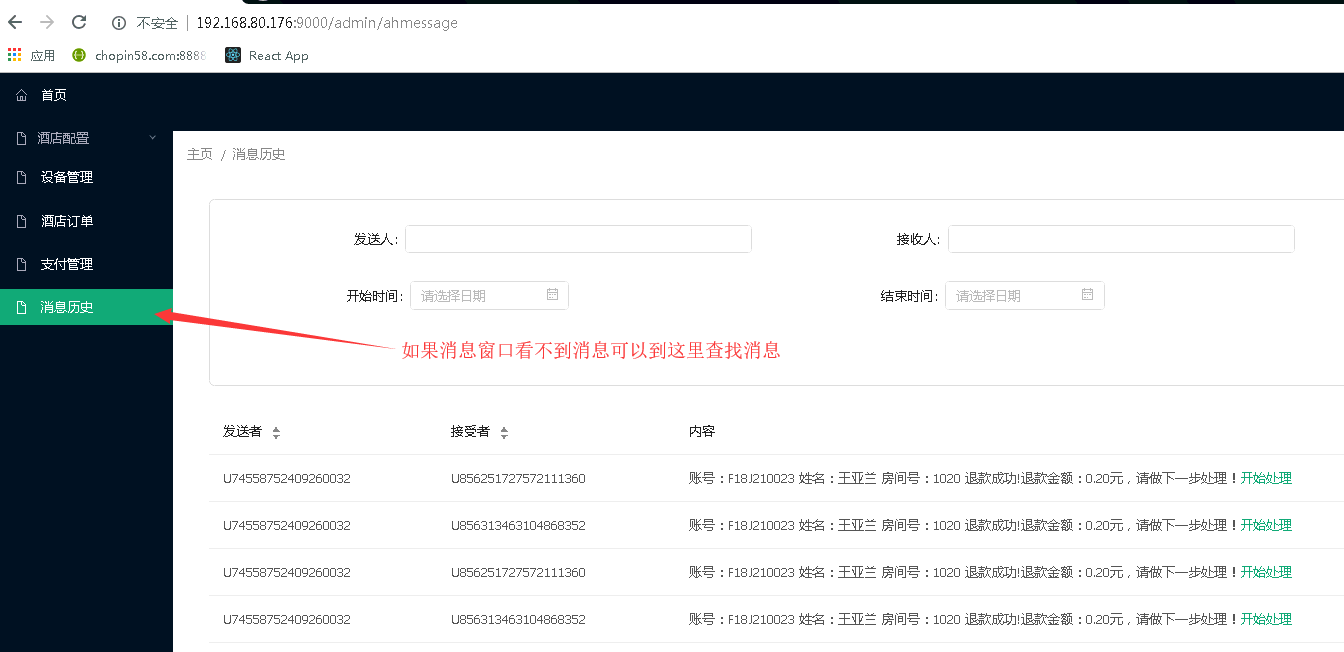 不安全 192.168.80.176:9000/admin/ahmessage
应用 chopin58.com:8888 React App
首页
酒店配置
主页 / 消息历史
设备管理
酒店订单
发送人: 接收人:
支付管理
开始时间: 请选择日期 结束时间: 请选择日期
消息历史
如果消息窗口看不到消息可以到这里查找消息
发送者 接受者 内容
U74558752409260032 U856251727572111360 账号：F18J210023 姓名：王亚兰 房间号：1020 退款成功!退款金额：0.20元，请做下一步处理！开始处理
U74558752409260032 U856313463104868352 账号：F18J210023 姓名：王亚兰 房间号：1020 退款成功!退款金额：0.20元，请做下一步处理！开始处理
U74558752409260032 U856251727572111360 账号：F18J210023 姓名：王亚兰 房间号：1020 退款成功!退款金额：0.20元，请做下一步处理！开始处理
U74558752409260032 U856313463104868352 账号：F18J210023 姓名：王亚兰 房间号：1020 退款成功!退款金额：0.20元，请做下一步处理！开始处理